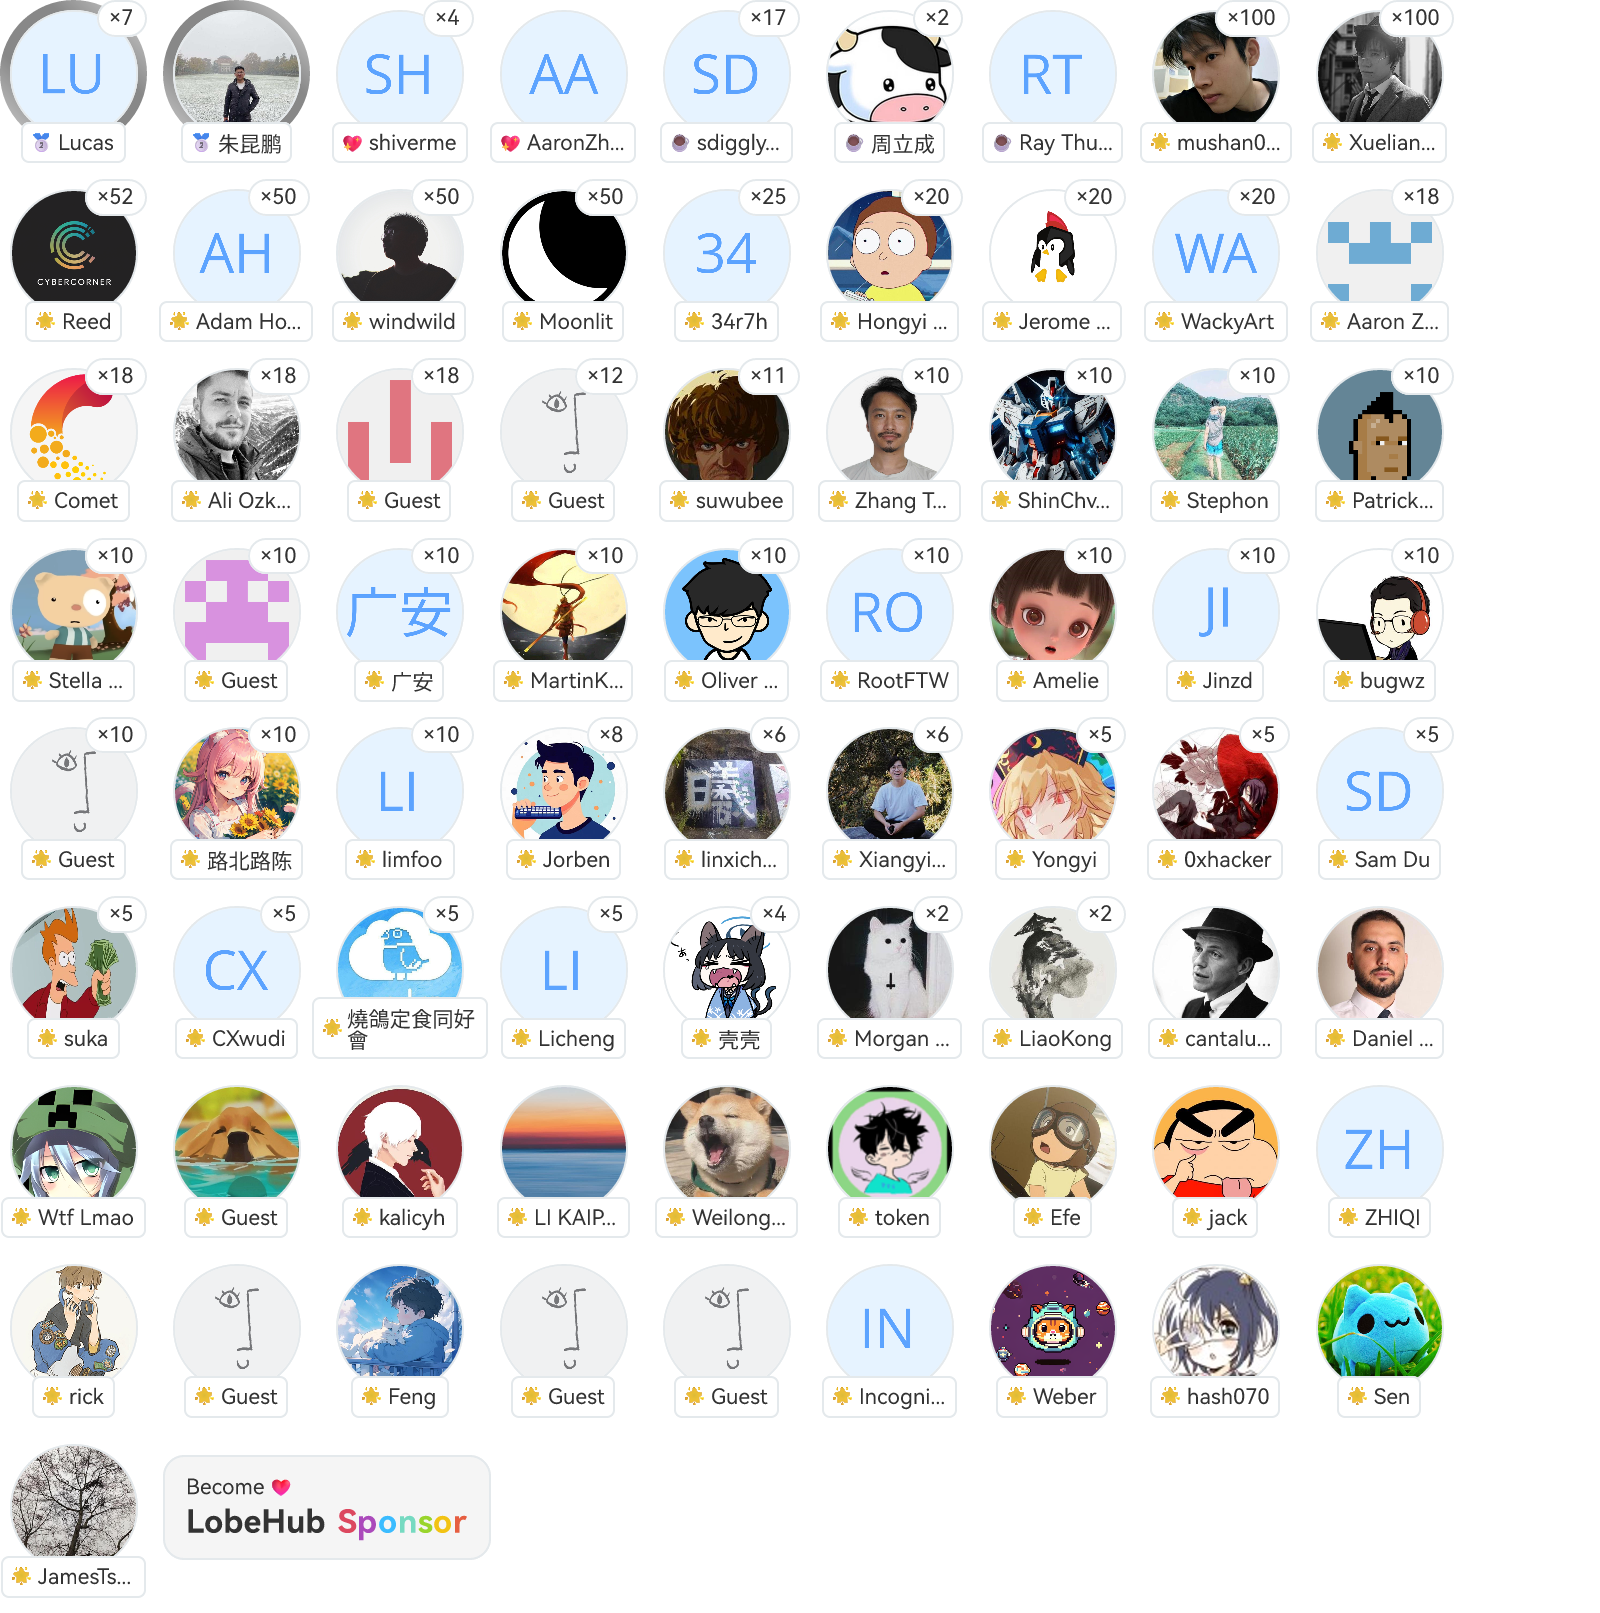 ×7 ×4 ×17 ×2 ×100 ×100
LU SH AA SD RT
Lucas 朱昆鹏 shiverme AaronZh... sdiggly... 周立成 Ray Thu... mushan0... Xuelian...
×52 ×50 ×50 ×50 ×25 ×20 ×20 ×20 ×18
AH 34 WA
CYBERCORNER
Reed Adam Ho... windwild Moonlit 34r7h Hongyi ... Jerome ... WackyArt Aaron Z...
×18 ×18 ×18 ×12 ×11 ×10 ×10 ×10 ×10
Comet Ali Ozk... Guest Guest suwubee Zhang T... ShinChv... Stephon Patrick...
×10 ×10 ×10 ×10 ×10 ×10 ×10 ×10 ×10
广安 RO JI
Stella ... Guest 广安 MartinK... Oliver ... RootFTW Amelie Jinzd bugwz
×10 ×10 ×10 ×8 ×6 ×6 ×5 ×5 ×5
LI SD
Guest 路北路陈 limfoo Jorben linxich... Xiangyi... Yongyi 0xhacker Sam Du
×5 ×5 ×5 ×5 ×4 ×2 ×2
CX LI
suka CXwudi 燒鴿定食同好
會 Licheng 壳壳 Morgan ... LiaoKong cantalu... Daniel ...
ZH
Wtf Lmao Guest kalicyh LI KAIP... Weilong... token Efe jack ZHIQI
IN
rick Guest Feng Guest Guest Incogni... Weber hash070 Sen
Become
LobeHub Sponsor
JamesTs...